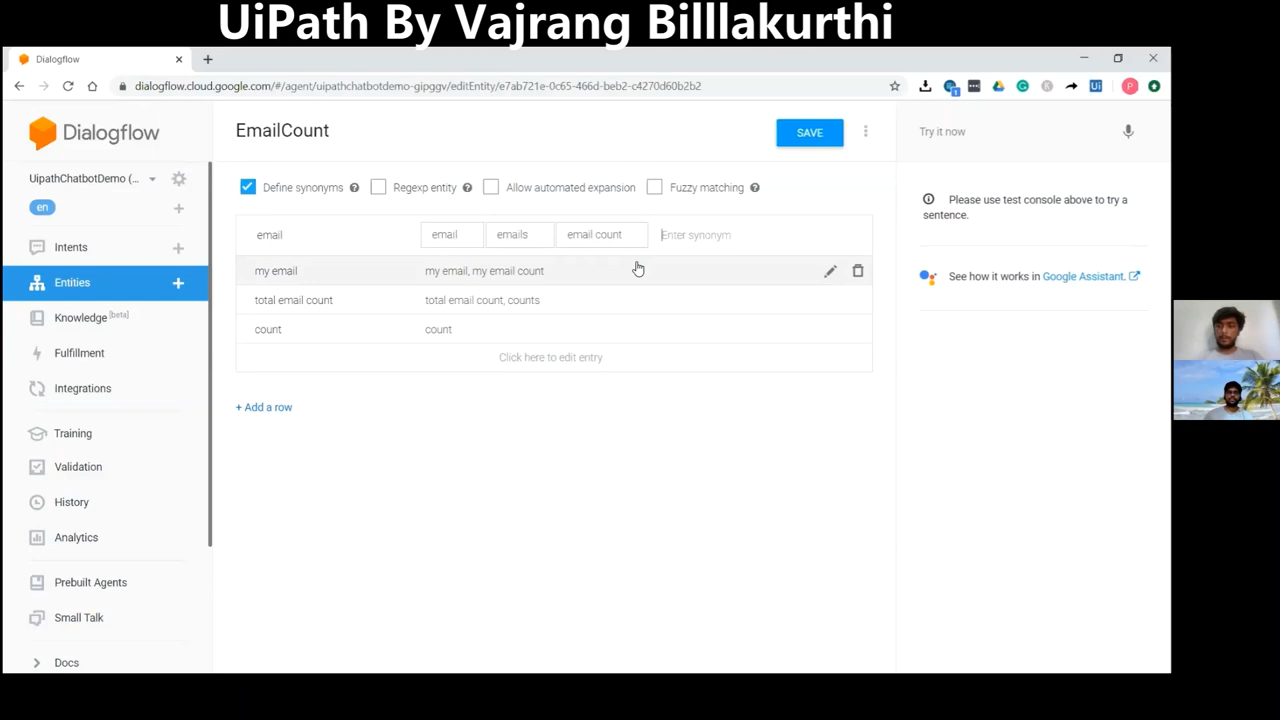 UiPath By Vajrang Billlakurthi
Dialogflow
dialogflow.cloud.google.com/#/agent/uipathchatbotdemo-gipggv/editEntity/e7ab721e-0c65-466d-beb2-c4270d60b2b2
Dialogflow
EmailCount
SAVE
Try it now
UipathChatbotDemo (...
en
Define synonyms
Regexp entity
Allow automated expansion
Fuzzy matching
Please use test console above to try a
sentence.
Intents
email
email
emails
email count
Enter synonym
Entities
my email
my email, my email count
See how it works in Google Assistant.
total email count
total email count, counts
Knowledge [beta]
count
count
Fulfillment
Click here to edit entry
Integrations
+ Add a row
Training
Validation
History
Analytics
Prebuilt Agents
Small Talk
Docs